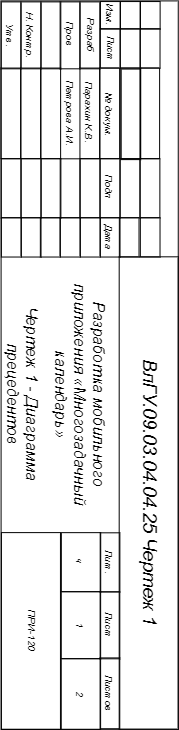 ВлГУ.09.03.04.04.25 Чертеж 1
Изм. Лист № докум. Подп Дата
Разраб Парахин К.В.
Пров Петрова А.И.
Н. Контр.
Утв.
Разработка мобильного
приложения «Многозадачный
календарь»
Чертеж 1 - Диаграмма
прецедентов
Лит. Лист Листов
ч 1 2
ПРИ-120